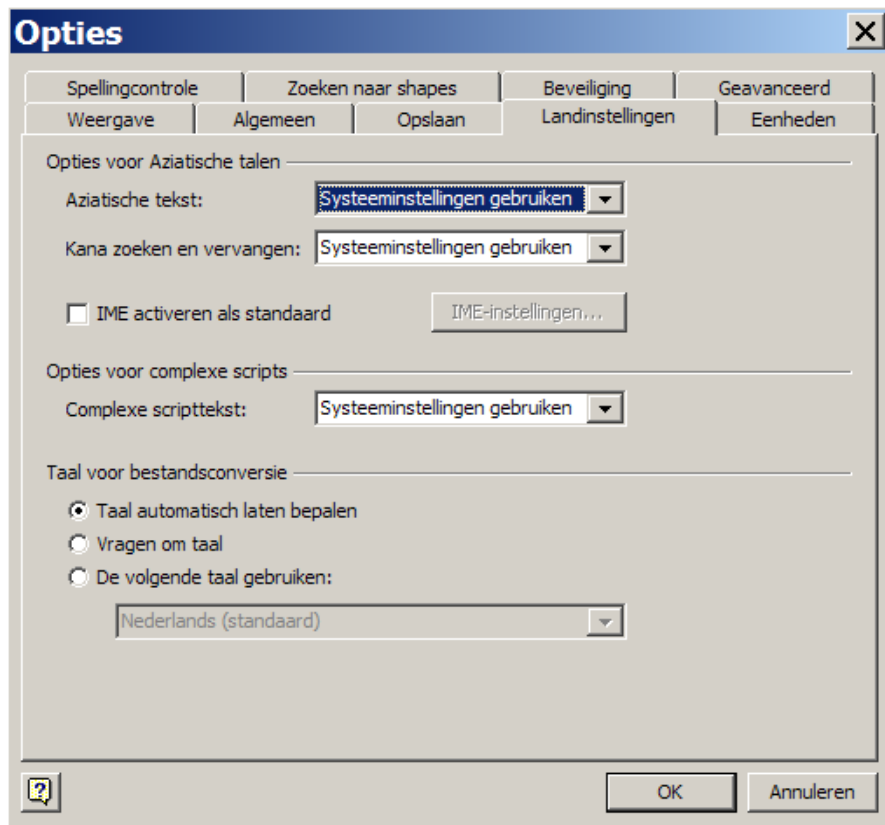 Opties
Spellingcontrole Zoeken naar shapes Beveiliging Geavanceerd
Weergave Algemeen Opslaan Landinstellingen Eenheden
Opties voor Aziatische talen
Aziatische tekst: Systeeminstellingen gebruiken
Kana zoeken en vervangen: Systeeminstellingen gebruiken
IME activeren als standaard IME-instellingen...
Opties voor complexe scripts
Complexe scripttekst: Systeeminstellingen gebruiken
Taal voor bestandsconversie
Taal automatisch laten bepalen
Vragen om taal
De volgende taal gebruiken:
Nederlands (standaard)
OK Annuleren